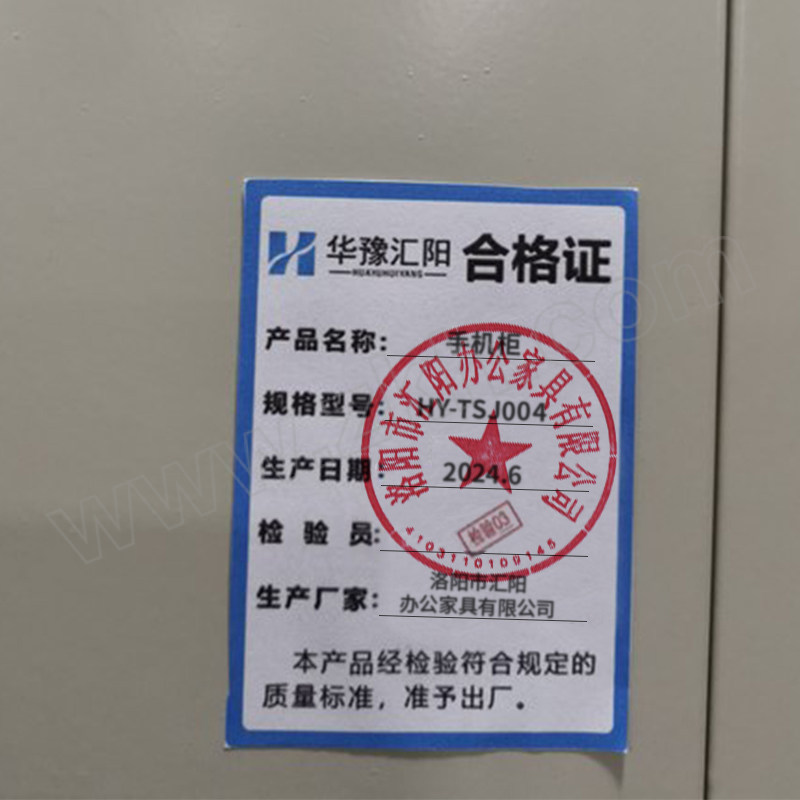 华豫汇阳 合格证
HUAYUHUIYANG
产品名称: 手机柜
规格型号: HY-TSJ004
生产日期: 2024.6
检验员:
检验03
生产厂家: 洛阳市汇阳
办公家具有限公司
洛阳市汇阳办公家具有限公司
4103110100145
本产品经检验符合规定的
质量标准，准予出厂。